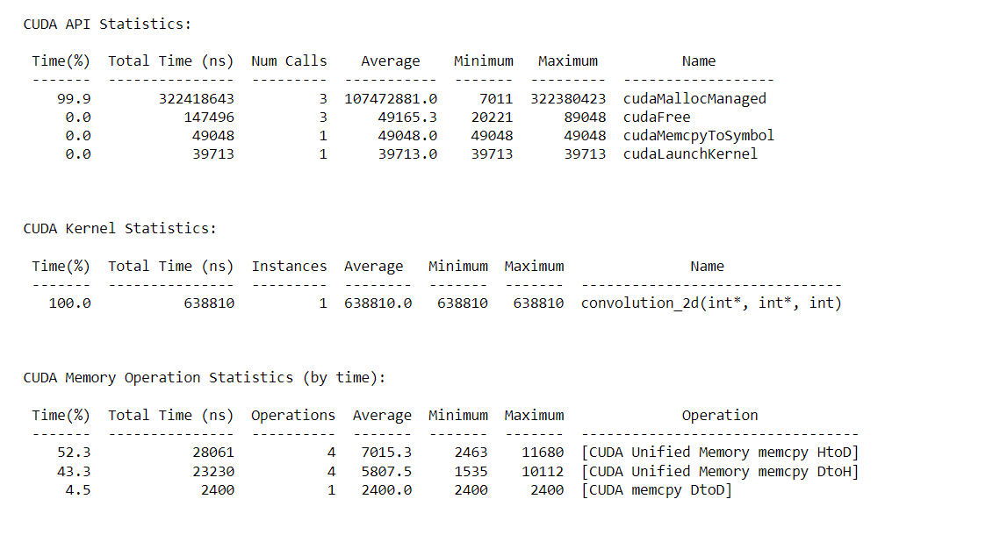 CUDA API Statistics:
Time(%) Total Time (ns) Num Calls Average Minimum Maximum Name
------- --------------- --------- ----------- ------- --------- ------------------
99.9 322418643 3 107472881.0 7011 322380423 cudaMallocManaged
0.0 147496 3 49165.3 20221 89048 cudaFree
0.0 49048 1 49048.0 49048 49048 cudaMemcpyToSymbol
0.0 39713 1 39713.0 39713 39713 cudaLaunchKernel
CUDA Kernel Statistics:
Time(%) Total Time (ns) Instances Average Minimum Maximum Name
------- --------------- --------- -------- ------- ------- -------------------------------
100.0 638810 1 638810.0 638810 638810 convolution_2d(int*, int*, int)
CUDA Memory Operation Statistics (by time):
Time(%) Total Time (ns) Operations Average Minimum Maximum Operation
------- --------------- ---------- ------- ------- ------- ---------------------------------
52.3 28061 4 7015.3 2463 11680 [CUDA Unified Memory memcpy HtoD]
43.3 23230 4 5807.5 1535 10112 [CUDA Unified Memory memcpy DtoH]
4.5 2400 1 2400.0 2400 2400 [CUDA memcpy DtoD]